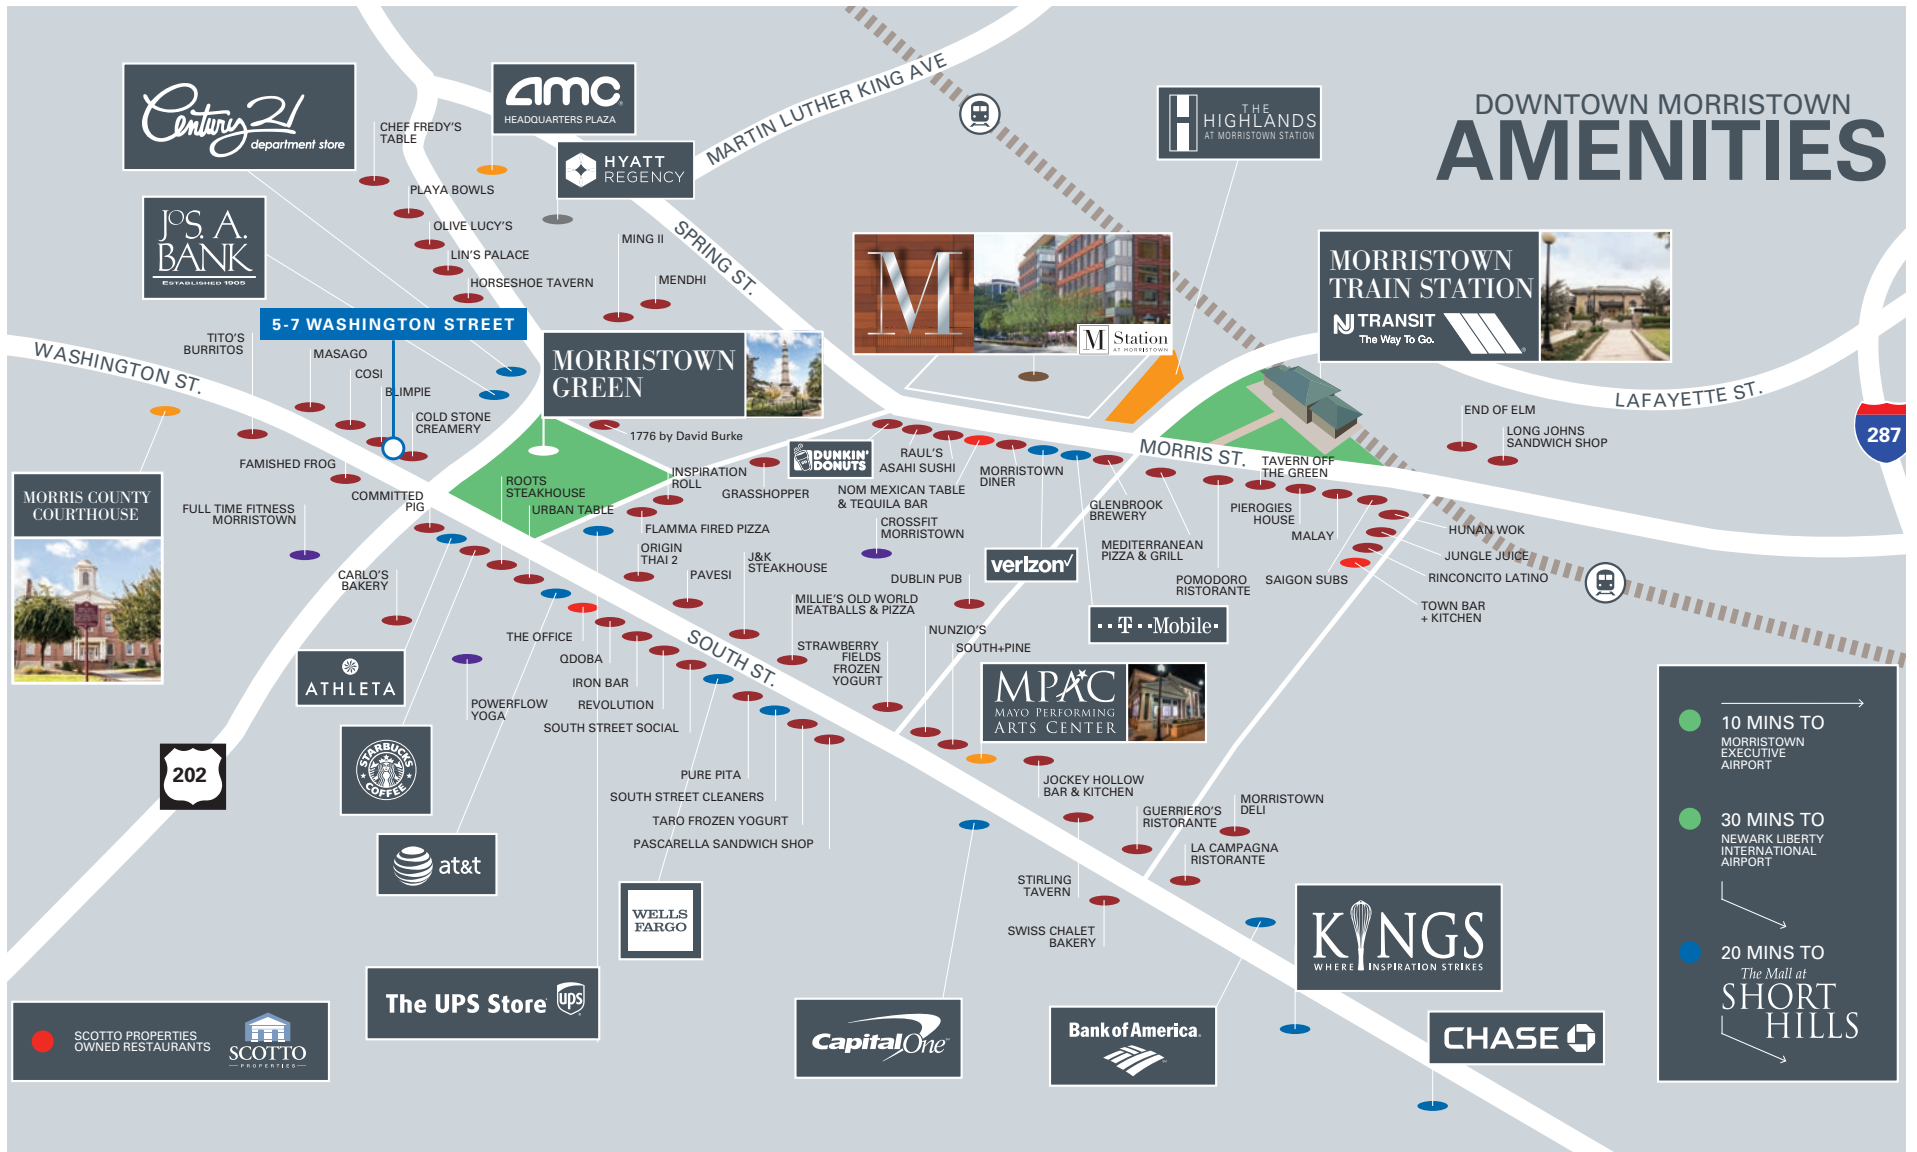 DOWNTOWN MORRISTOWN
AMENITIES
Century 21
department store
amc
HEADQUARTERS PLAZA
HYATT
REGENCY
MARTIN LUTHER KING AVE
THE
HIGHLANDS
AT MORRISTOWN STATION
CHEF FREDY'S
TABLE
PLAYA BOWLS
OLIVE LUCY'S
LIN'S PALACE
HORSESHOE TAVERN
JOS. A.
BANK
ESTABLISHED 1905
MING II
MENDHI
SPRING ST.
M
M Station
AT MORRISTOWN
MORRISTOWN
TRAIN STATION
NJ TRANSIT
The Way To Go.
5-7 WASHINGTON STREET
WASHINGTON ST.
TITO'S
BURRITOS
MASAGO
COSI
BLIMPIE
COLD STONE
CREAMERY
MORRISTOWN
GREEN
1776 by David Burke
LAFAYETTE ST.
287
END OF ELM
LONG JOHNS
SANDWICH SHOP
MORRIS ST.
DUNKIN'
DONUTS
RAUL'S
ASAHI SUSHI
MORRISTOWN
DINER
NOM MEXICAN TABLE
& TEQUILA BAR
GRASSHOPPER
INSPIRATION
ROLL
FLAMMA FIRED PIZZA
FAMISHED FROG
COMMITTED
PIG
ROOTS
STEAKHOUSE
URBAN TABLE
MORRIS COUNTY
COURTHOUSE
FULL TIME FITNESS
MORRISTOWN
CARLO'S
BAKERY
ORIGIN
THAI 2
PAVESI
J&K
STEAKHOUSE
CROSSFIT
MORRISTOWN
DUBLIN PUB
MILLIE'S OLD WORLD
MEATBALLS & PIZZA
STRAWBERRY
FIELDS
FROZEN
YOGURT
NUNZIO'S
SOUTH+PINE
verizon
T-Mobile
GLENBROOK
BREWERY
MEDITERRANEAN
PIZZA & GRILL
POMODORO
RISTORANTE
TAVERN OFF
THE GREEN
PIEROGIES
HOUSE
MALAY
SAIGON SUBS
HUNAN WOK
JUNGLE JUICE
RINCONCITO LATINO
TOWN BAR
+ KITCHEN
SOUTH ST.
THE OFFICE
QDOBA
IRON BAR
REVOLUTION
SOUTH STREET SOCIAL
POWERFLOW
YOGA
ATHLETA
STARBUCKS
COFFEE
202
PURE PITA
SOUTH STREET CLEANERS
TARO FROZEN YOGURT
PASCARELLA SANDWICH SHOP
MPAC
MAYO PERFORMING
ARTS CENTER
JOCKEY HOLLOW
BAR & KITCHEN
GUERRIERO'S
RISTORANTE
MORRISTOWN
DELI
LA CAMPAGNA
RISTORANTE
STIRLING
TAVERN
SWISS CHALET
BAKERY
at&t
WELLS
FARGO
The UPS Store
ups
Capital One
Bank of America
KINGS
WHERE INSPIRATION STRIKES
CHASE
SCOTTO PROPERTIES
OWNED RESTAURANTS
SCOTTO
PROPERTIES
10 MINS TO
MORRISTOWN
EXECUTIVE
AIRPORT
30 MINS TO
NEWARK LIBERTY
INTERNATIONAL
AIRPORT
20 MINS TO
The Mall at
SHORT
HILLS